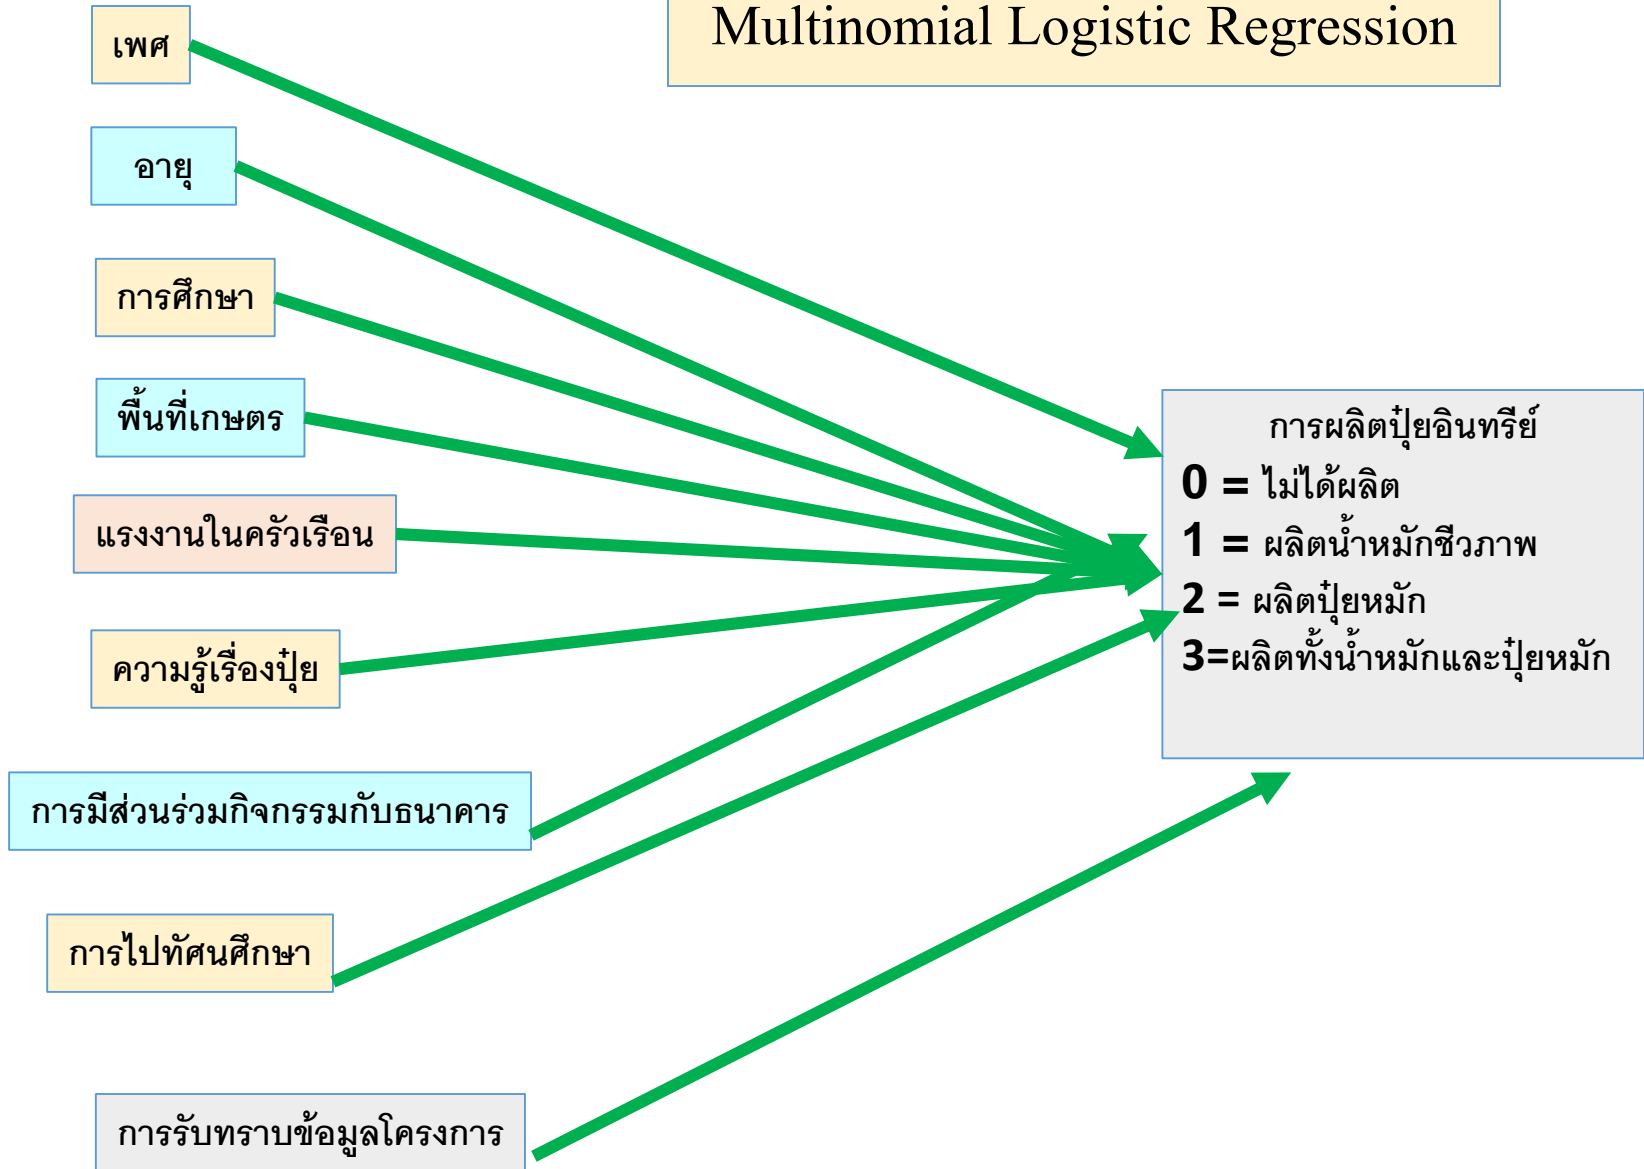 Multinomial Logistic Regression
เพศ
อายุ
การศึกษา
พื้นที่เกษตร
แรงงานในครัวเรือน
ความรู้เรื่องปุ๋ย
การมีส่วนร่วมกิจกรรมกับธนาคาร
การไปทัศนศึกษา
การรับทราบข้อมูลโครงการ
การผลิตปุ๋ยอินทรีย์
0 = ไม่ได้ผลิต
1 = ผลิตน้ำหมักชีวภาพ
2 = ผลิตปุ๋ยหมัก
3=ผลิตทั้งน้ำหมักและปุ๋ยหมัก